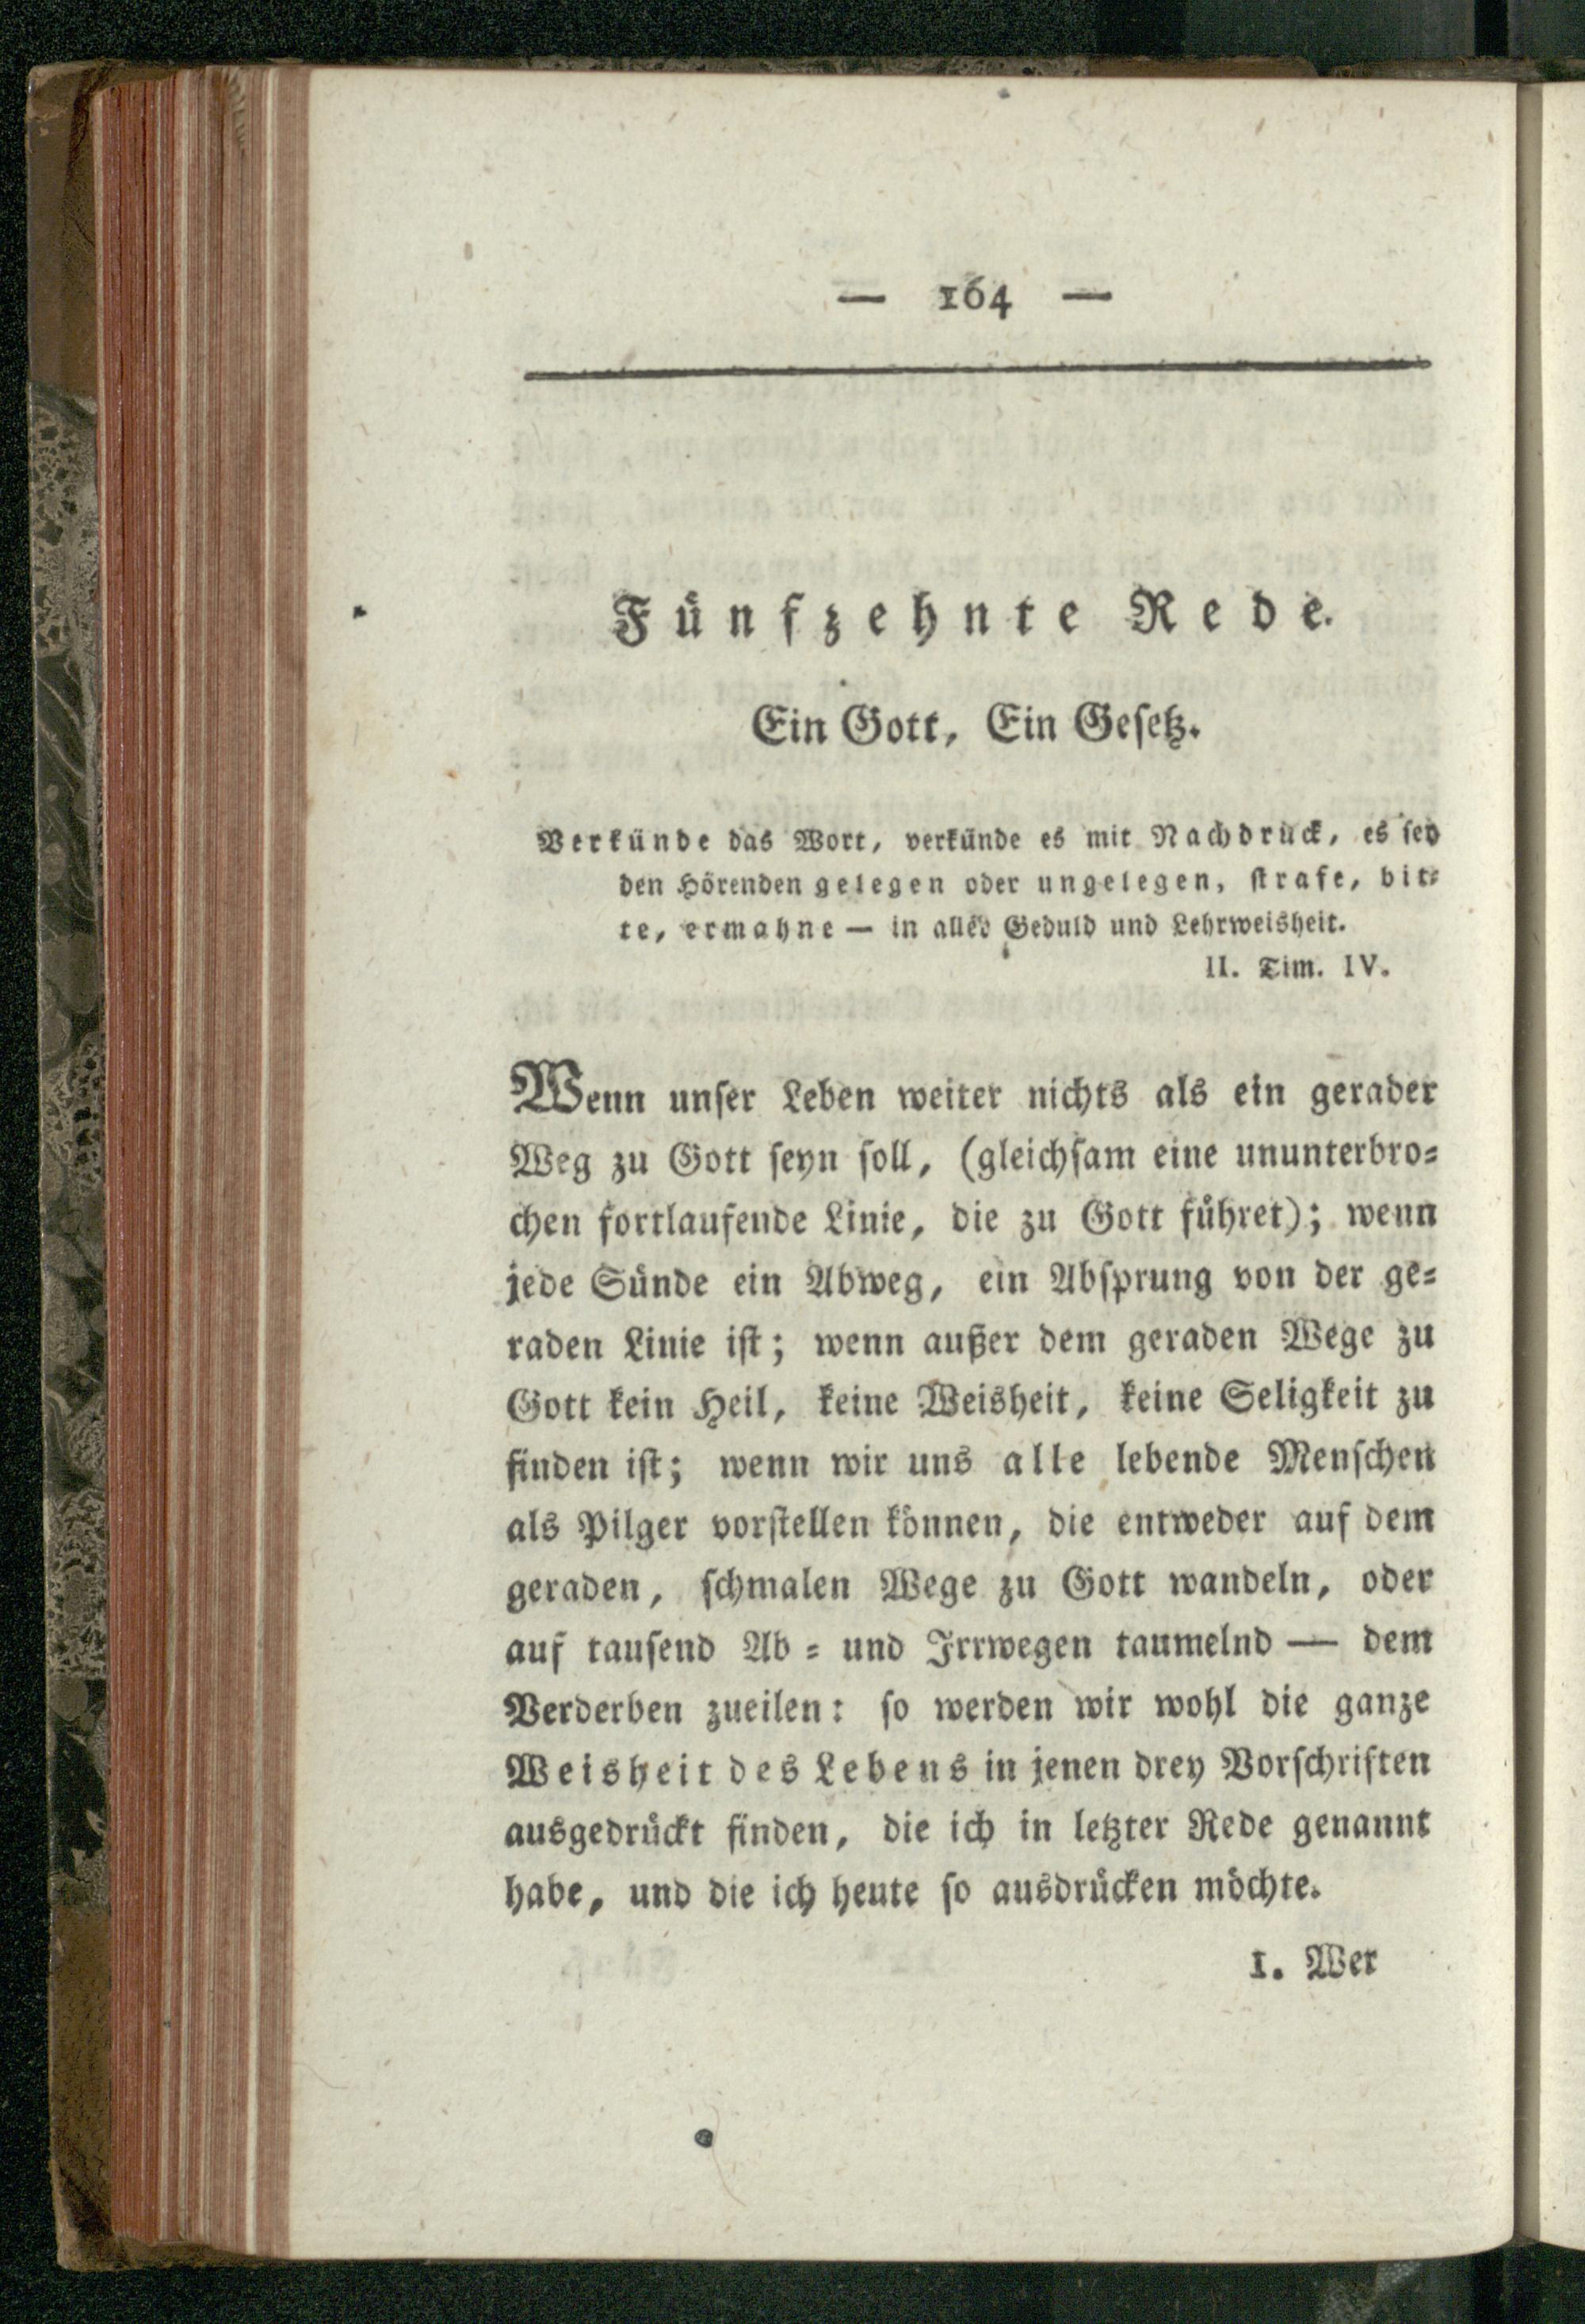 — 164 —
Fünfzehnte Rede.
Ein Gott, Ein Gesetz.
Verkünde das Wort, verkünde es mit Nachdruck, es sey
den Hörenden gelegen oder ungelegen, strafe, bit⸗
te, ermahne — in aller Geduld und Lehrweisheit.
II. Tim. IV.
Wenn unser Leben weiter nichts als ein gerader
Weg zu Gott seyn soll, (gleichsam eine ununterbro⸗
chen fortlaufende Linie, die zu Gott führet); wenn
jede Sünde ein Abweg, ein Absprung von der ge⸗
raden Linie ist; wenn außer dem geraden Wege zu
Gott kein Heil, keine Weisheit, keine Seligkeit zu
finden ist; wenn wir uns alle lebende Menschen
als Pilger vorstellen können, die entweder auf dem
geraden, schmalen Wege zu Gott wandeln, oder
auf tausend Ab⸗ und Irrwegen taumelnd — dem
Verderben zueilen: so werden wir wohl die ganze
Weisheit des Lebens in jenen drey Vorschriften
ausgedrückt finden, die ich in letzter Rede genannt
habe, und die ich heute so ausdrücken möchte.
1. Wer